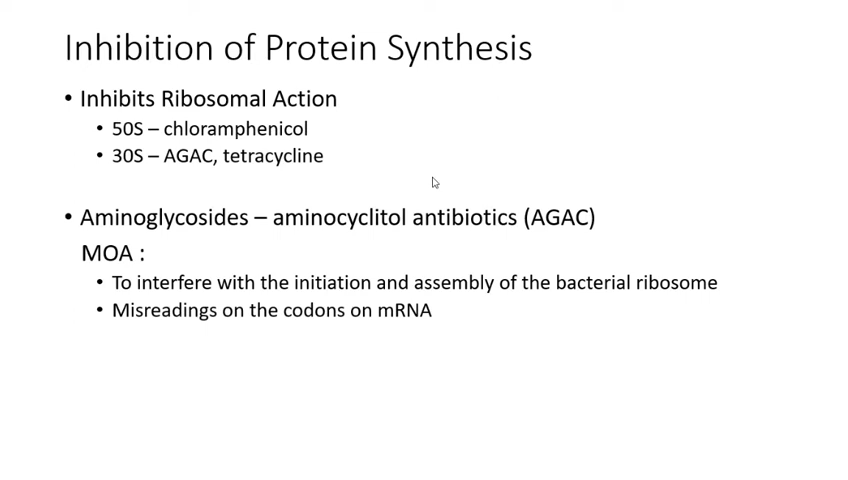 Inhibition of Protein Synthesis
• Inhibits Ribosomal Action
• 50S – chloramphenicol
• 30S – AGAC, tetracycline
• Aminoglycosides – aminocyclitol antibiotics (AGAC)
MOA :
• To interfere with the initiation and assembly of the bacterial ribosome
• Misreadings on the codons on mRNA